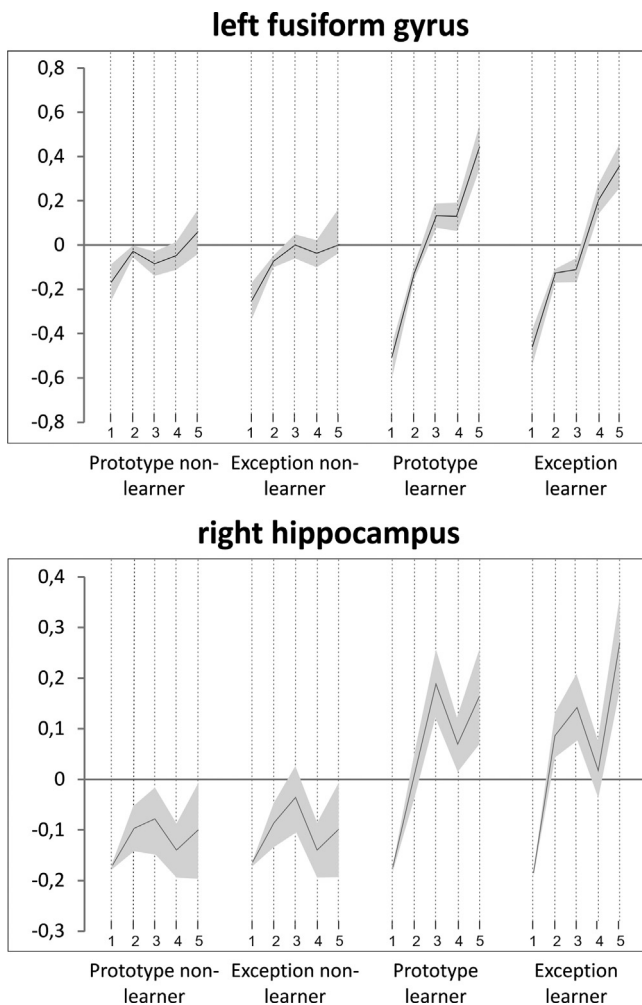 left fusiform gyrus
0,8
0,6
0,4
0,2
0
-0,2
-0,4
-0,6
-0,8
1 2 3 4 5 1 2 3 4 5 1 2 3 4 5 1 2 3 4 5
Prototype non- Exception non- Prototype Exception
learner learner learner learner
right hippocampus
0,4
0,3
0,2
0,1
0
-0,1
-0,2
-0,3
1 2 3 4 5 1 2 3 4 5 1 2 3 4 5 1 2 3 4 5
Prototype non- Exception non- Prototype Exception
learner learner learner learner